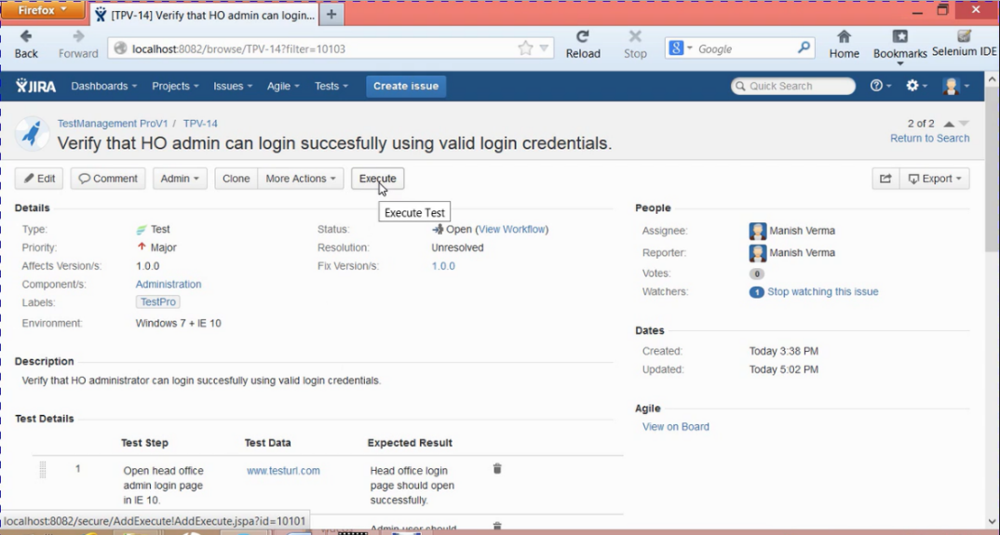 Firefox
[TPV-14] Verify that HO admin can login... +
Back Forward localhost:8082/browse/TPV-14?filter=10103 Reload Stop Google Home Bookmarks Selenium IDE
JIRA Dashboards Projects Issues Agile Tests Create issue Quick Search
TestManagement ProV1 / TPV-14 2 of 2
Verify that HO admin can login succesfully using valid login credentials. Return to Search
Edit Comment Admin Clone More Actions Execute Export
Execute Test
Details
Type: Test Status: Open (View Workflow)
Priority: Major Resolution: Unresolved
Affects Version/s: 1.0.0 Fix Version/s: 1.0.0
Component/s: Administration
Labels: TestPro
Environment: Windows 7 + IE 10
People
Assignee: Manish Verma
Reporter: Manish Verma
Votes: 0
Watchers: 1 Stop watching this issue
Dates
Created: Today 3:38 PM
Updated: Today 5:02 PM
Description
Verify that HO administrator can login succesfully using valid login credentials.
Agile
View on Board
Test Details
Test Step Test Data Expected Result
1 Open head office www.testurl.com Head office login
admin login page page should open
in IE 10. successfully.
localhost:8082/secure/AddExecute!AddExecute.jspa?id=10101 Admin user should